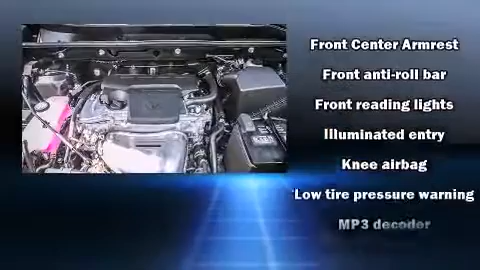 Front Center Armrest
Front anti-roll bar
Front reading lights
Illuminated entry
Knee airbag
Low tire pressure warning
MP3 decoder